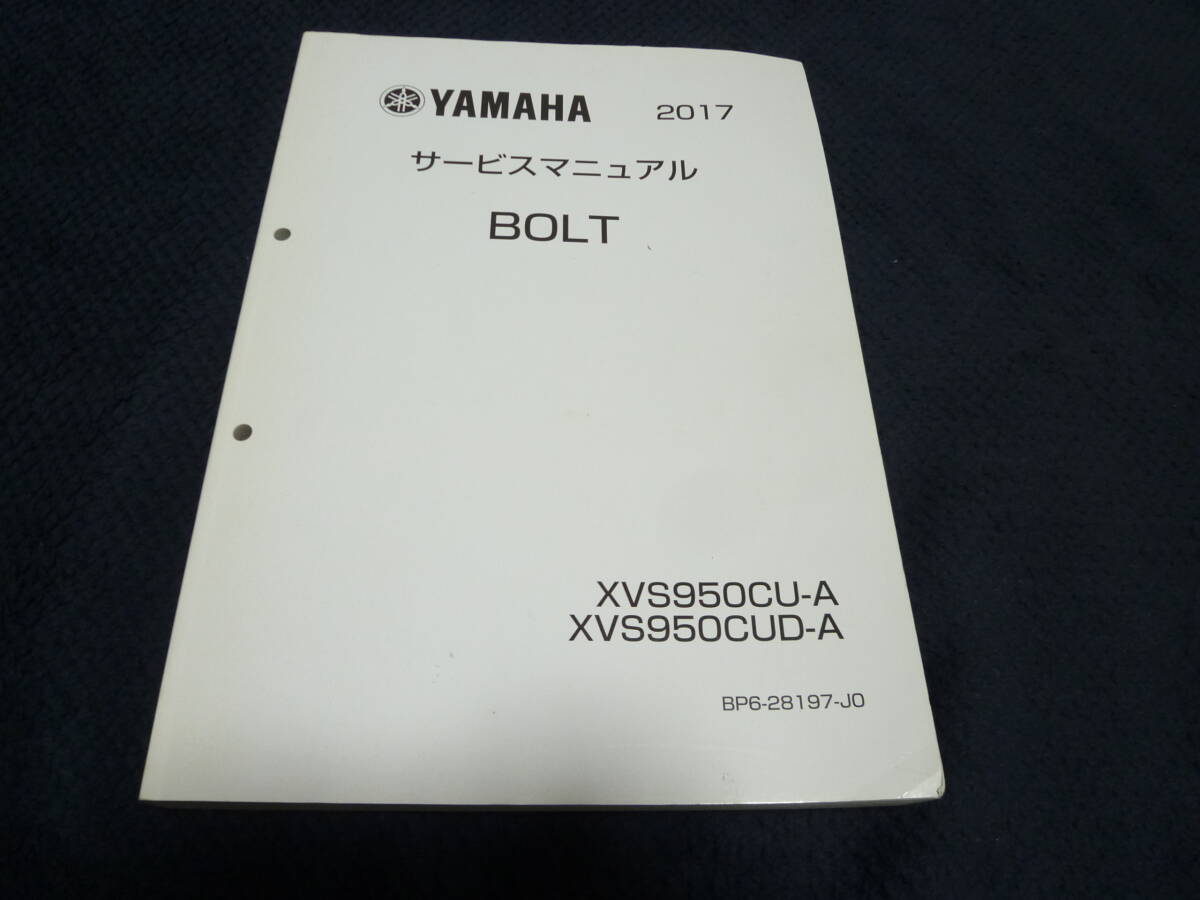 YAMAHA 2017
サービスマニュアル
BOLT
XVS950CU-A
XVS950CUD-A
BP6-28197-J0